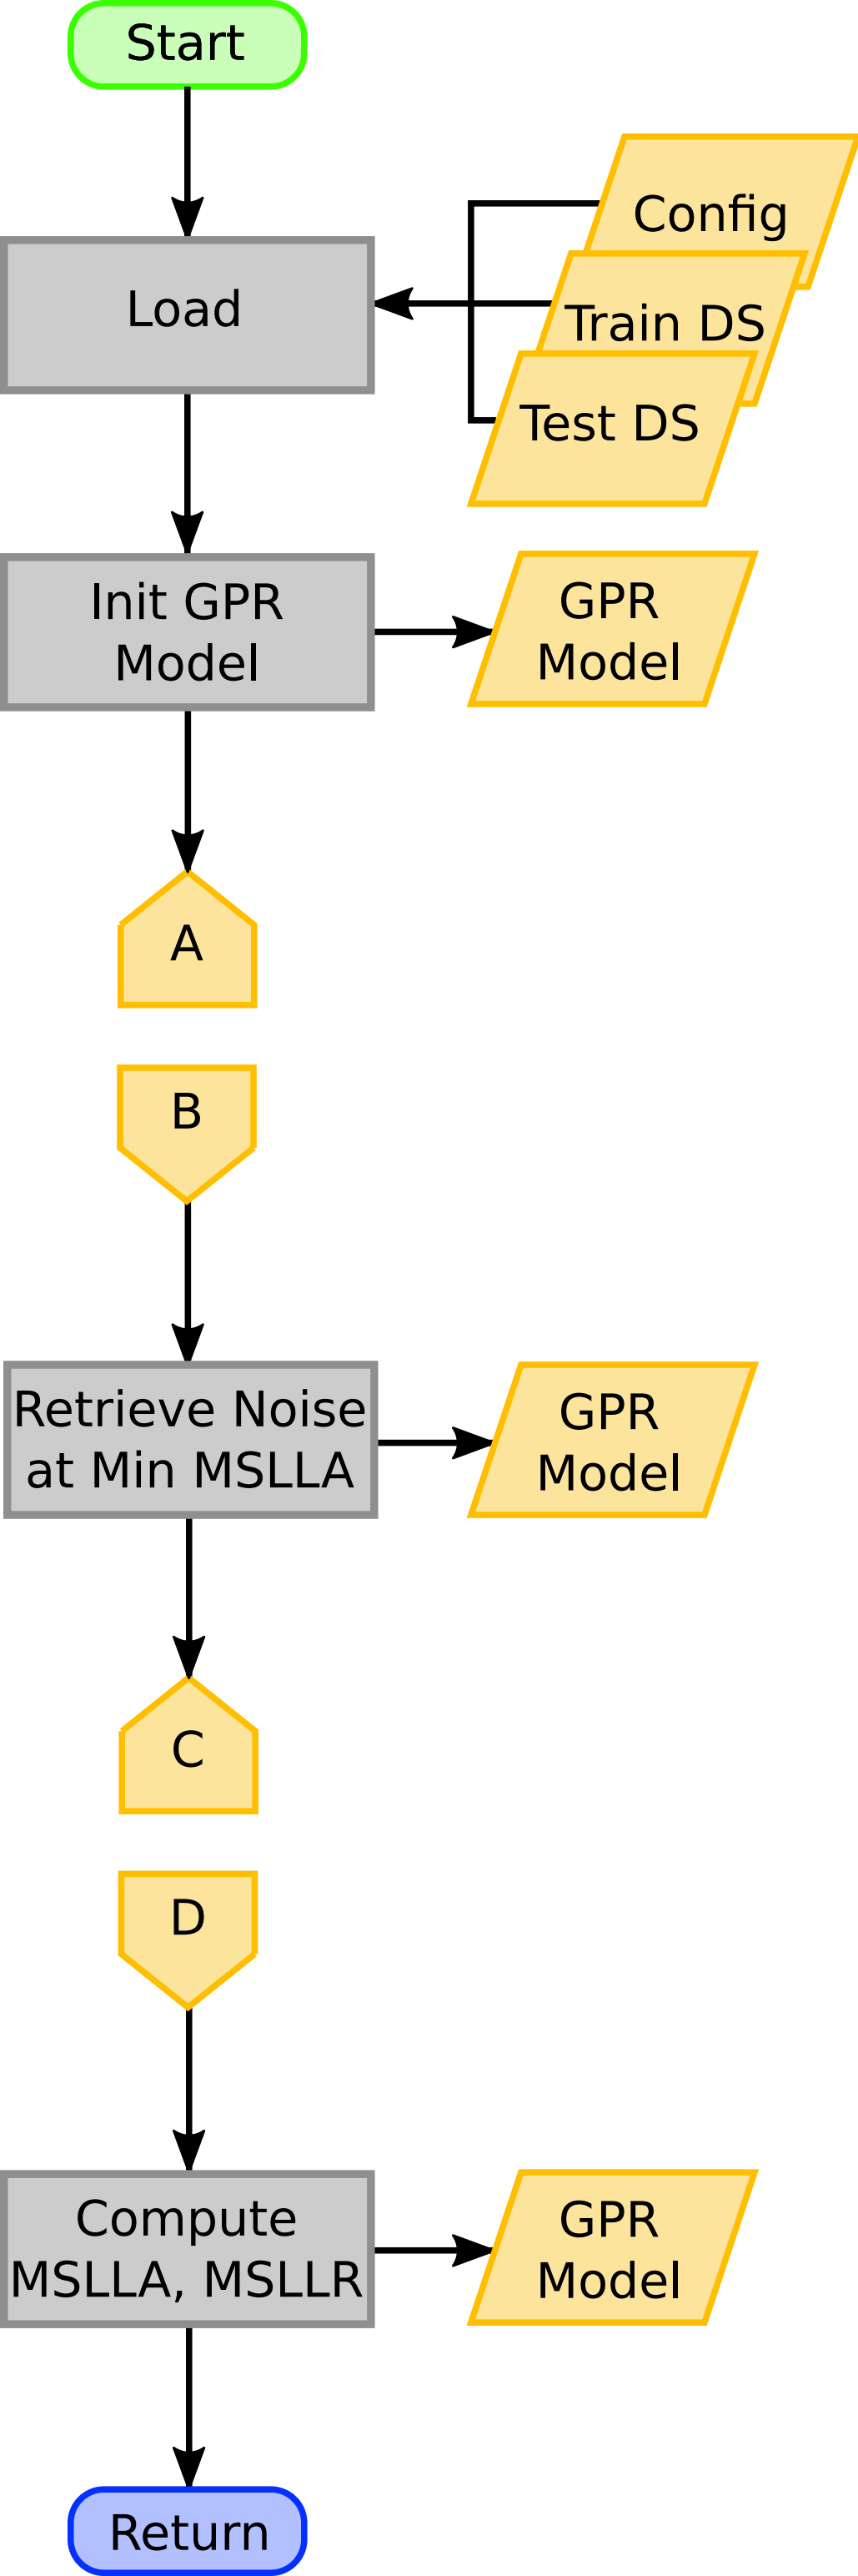 Start
Config
Load
Train DS
Test DS
Init GPR
Model
GPR
Model
A
B
Retrieve Noise
at Min MSLLA
GPR
Model
C
D
Compute
MSLLA, MSLLR
GPR
Model
Return